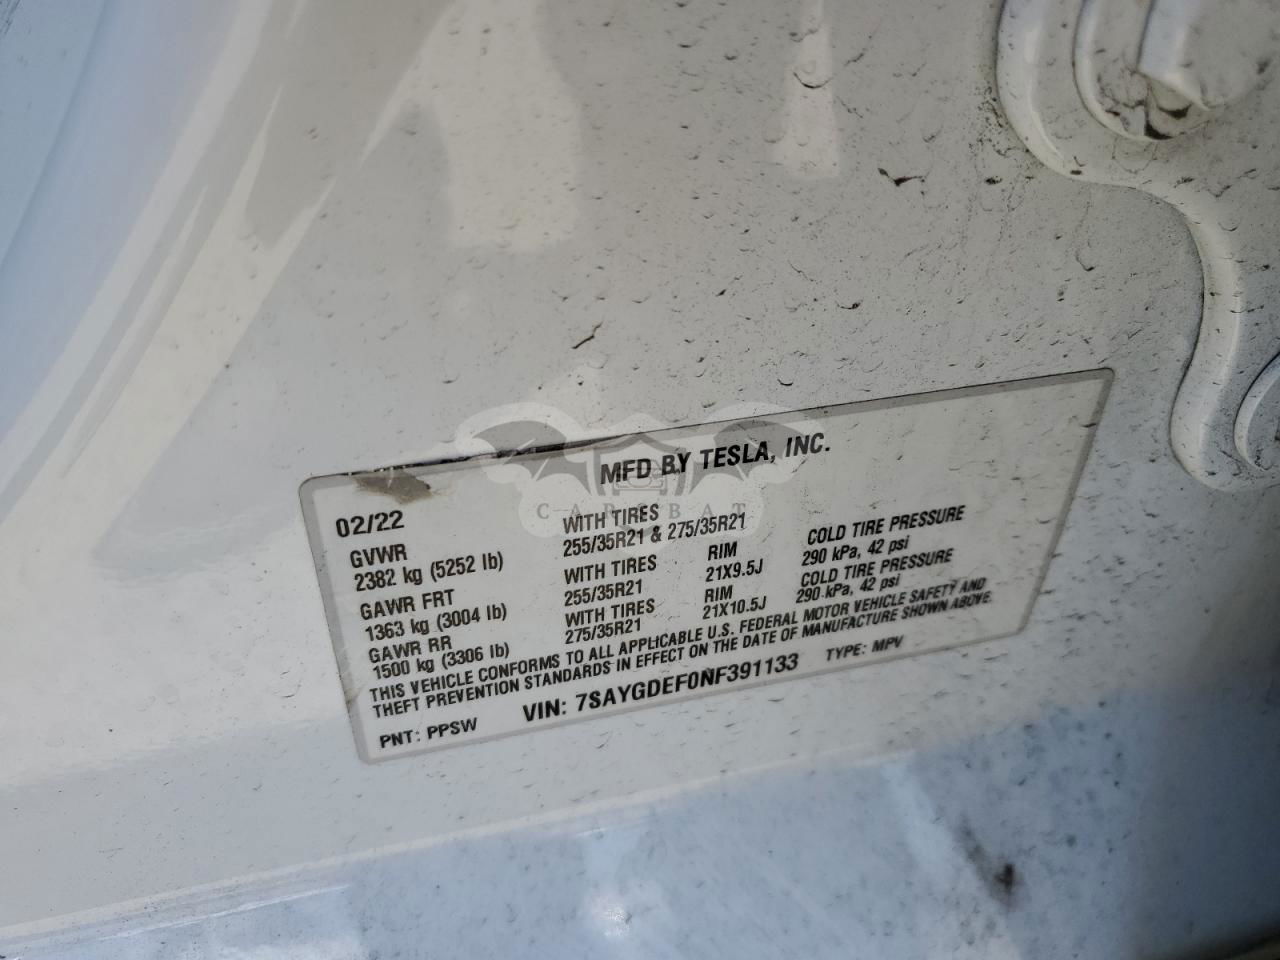 MFD BY TESLA, INC.
02/22
GVWR
2382 kg (5252 lb)
WITH TIRES
255/35R21 & 275/35R21
GAWR FRT
1363 kg (3004 lb)
WITH TIRES
255/35R21
RIM
21X9.5J
COLD TIRE PRESSURE
290 kPa, 42 psi
GAWR RR
1500 kg (3306 lb)
WITH TIRES
275/35R21
RIM
21X10.5J
COLD TIRE PRESSURE
290 kPa, 42 psi
THIS VEHICLE CONFORMS TO ALL APPLICABLE U.S. FEDERAL MOTOR VEHICLE SAFETY AND
THEFT PREVENTION STANDARDS IN EFFECT ON THE DATE OF MANUFACTURE SHOWN ABOVE.
PNT: PPSW
VIN: 7SAYGDEF0NF391133
TYPE: MPV